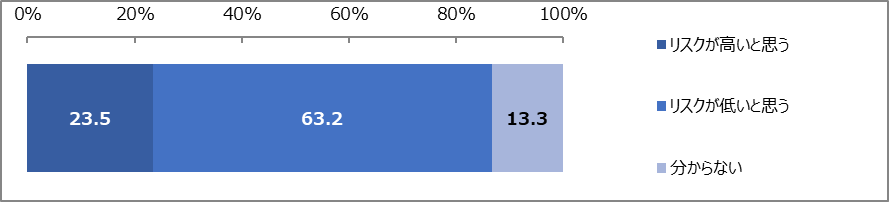 0% 20% 40% 60% 80% 100%
23.5 63.2 13.3
リスクが高いと思う
リスクが低いと思う
分からない